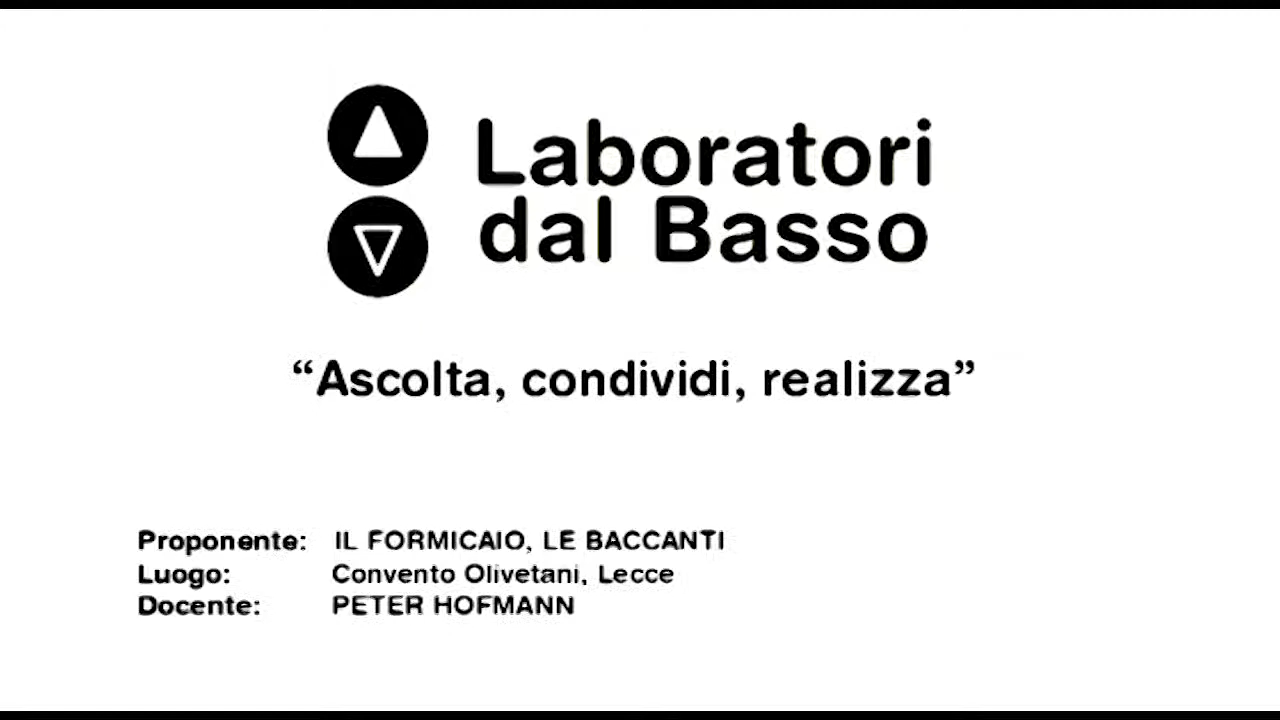 Laboratori
dal Basso
“Ascolta, condividi, realizza”
Proponente: IL FORMICAIO, LE BACCANTI
Luogo: Convento Olivetani, Lecce
Docente: PETER HOFMANN